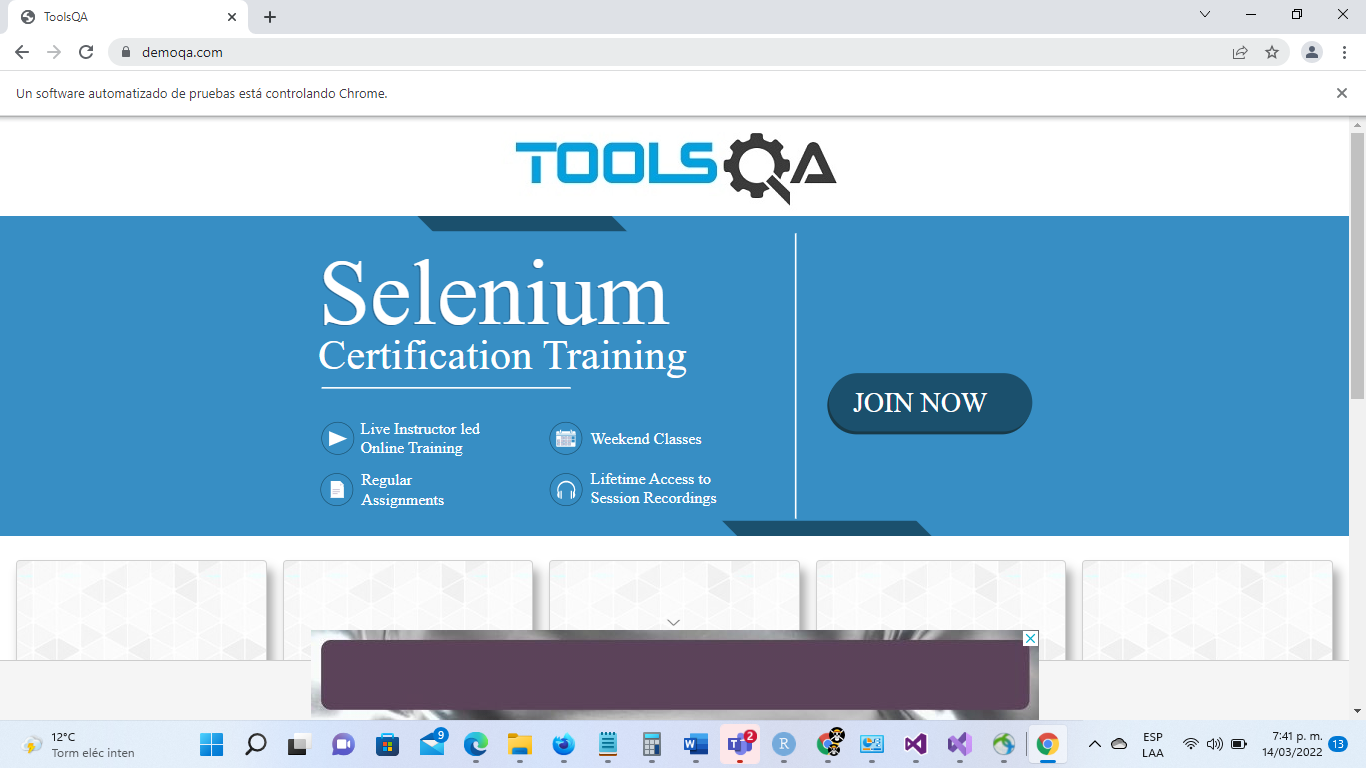 ToolsQA
demoqa.com
Un software automatizado de pruebas está controlando Chrome.
TOOLSQA
Selenium
Certification Training
JOIN NOW
Live Instructor led
Online Training
Weekend Classes
Regular
Assignments
Lifetime Access to
Session Recordings
12°C
Torm eléc inten
9
2
R
ESP
LAA
7:41 p. m.
14/03/2022
13